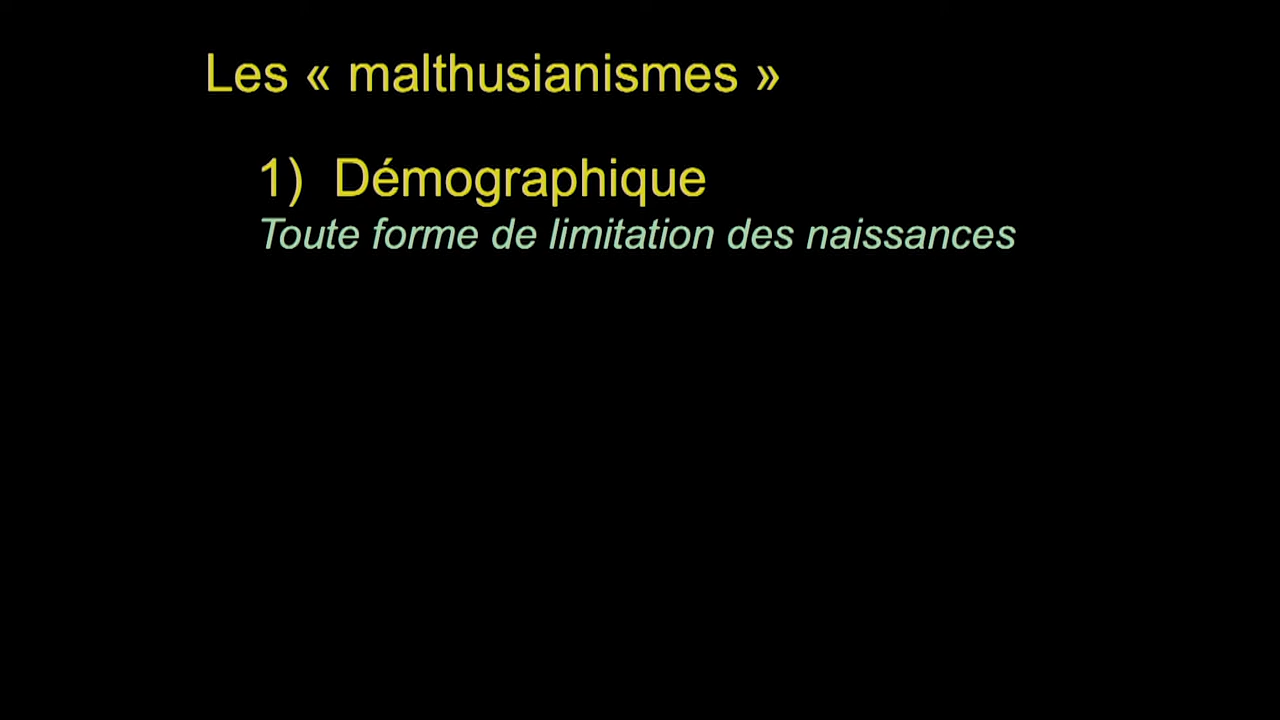 Les « malthusianismes »
1) Démographique
Toute forme de limitation des naissances